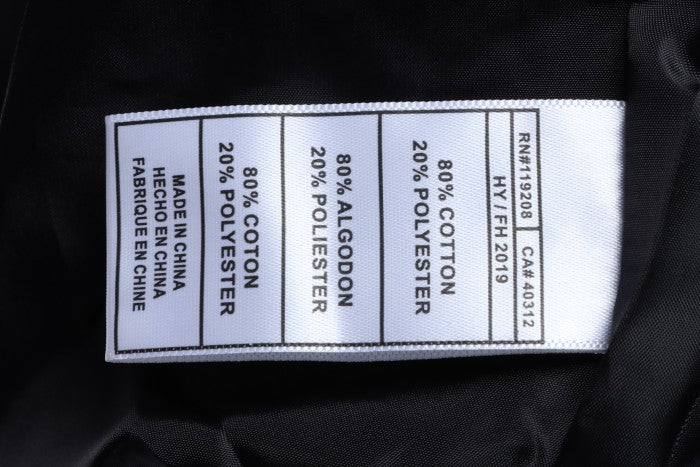 RN#119208 CA# 40312
HY / FH 2019
80% COTTON
20% POLYESTER
80% ALGODON
20% POLIESTER
80% COTON
20% POLYESTER
MADE IN CHINA
HECHO EN CHINA
FABRIQUE EN CHINE